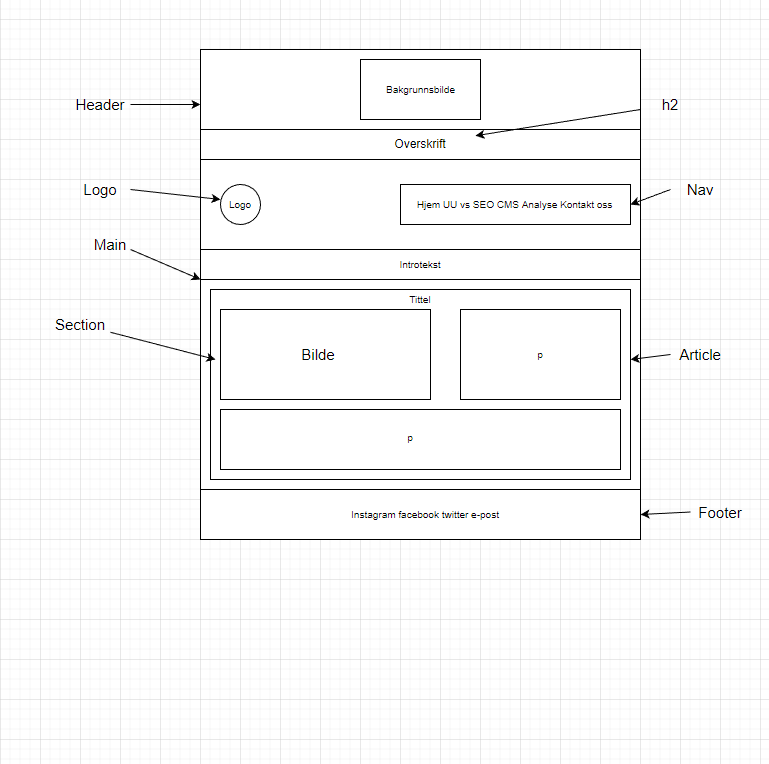 Bakgrunnsbilde
Header
h2
Overskrift
Logo
Logo
Hjem UU vs SEO CMS Analyse Kontakt oss
Nav
Main
Introtekst
Tittel
Section
Bilde
p
Article
p
Instagram facebook twitter e-post
Footer